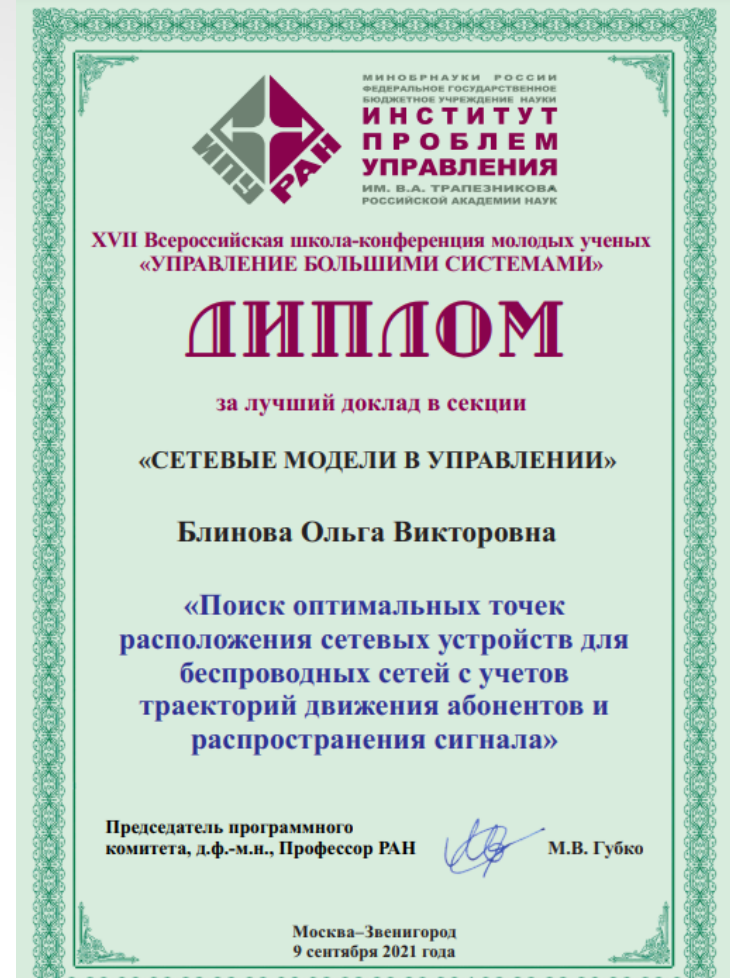 МИНОБРНАУКИ РОССИИ
ФЕДЕРАЛЬНОЕ ГОСУДАРСТВЕННОЕ
БЮДЖЕТНОЕ УЧРЕЖДЕНИЕ НАУКИ
ИНСТИТУТ
ПРОБЛЕМ
УПРАВЛЕНИЯ
ИМ. В.А. ТРАПЕЗНИКОВА
РОССИЙСКОЙ АКАДЕМИИ НАУК
ИПУ РАН
XVII Всероссийская школа-конференция молодых ученых
«УПРАВЛЕНИЕ БОЛЬШИМИ СИСТЕМАМИ»
ДИПЛОМ
за лучший доклад в секции
«СЕТЕВЫЕ МОДЕЛИ В УПРАВЛЕНИИ»
Блинова Ольга Викторовна
«Поиск оптимальных точек
расположения сетевых устройств для
беспроводных сетей с учетов
траекторий движения абонентов и
распространения сигнала»
Председатель программного
комитета, д.ф.-м.н., Профессор РАН
М.В. Губко
Москва–Звенигород
9 сентября 2021 года